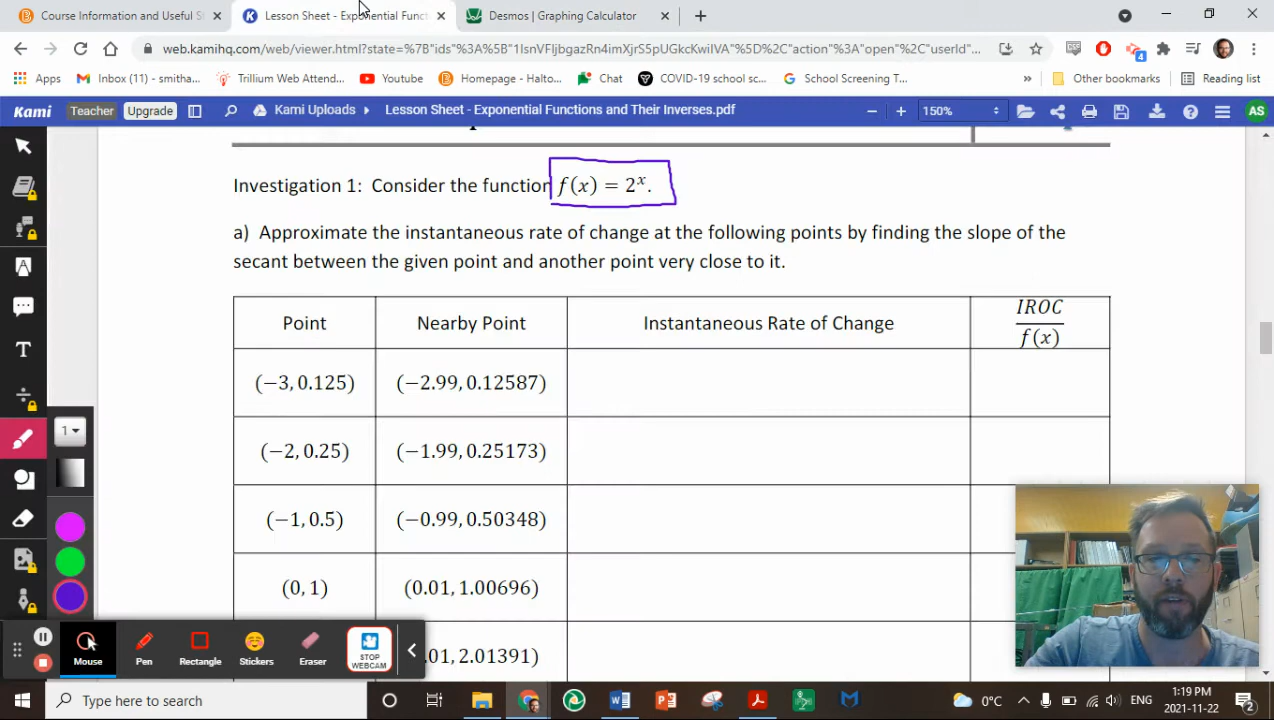 Course Information and Useful S
Lesson Sheet - Exponential Funct
Desmos | Graphing Calculator
web.kamihq.com/web/viewer.html?state=%7B"ids"%3A%5B"1IsnVFIjbgazRn4imXjrS5pUGkcKwiIVA"%5D%2C"action"%3A"open"%2C"userId"...
4
Apps
Inbox (11) - smitha...
Trillium Web Attend...
Youtube
Homepage - Halto...
Chat
COVID-19 school sc...
School Screening T...
»
Other bookmarks
Reading list
Kami
Teacher
Upgrade
Kami Uploads
Lesson Sheet - Exponential Functions and Their Inverses.pdf
150%
AS
Investigation 1: Consider the function f(x) = 2ˣ.
a) Approximate the instantaneous rate of change at the following points by finding the slope of the
secant between the given point and another point very close to it.
Point
Nearby Point
Instantaneous Rate of Change
IROC
f(x)
(−3, 0.125)
(−2.99, 0.12587)
(−2, 0.25)
(−1.99, 0.25173)
(−1, 0.5)
(−0.99, 0.50348)
(0, 1)
(0.01, 1.00696)
01, 2.01391)
1
Mouse
Pen
Rectangle
Stickers
Eraser
STOP
WEBCAM
Type here to search
0°C
ENG
1:19 PM
2021-11-22
2